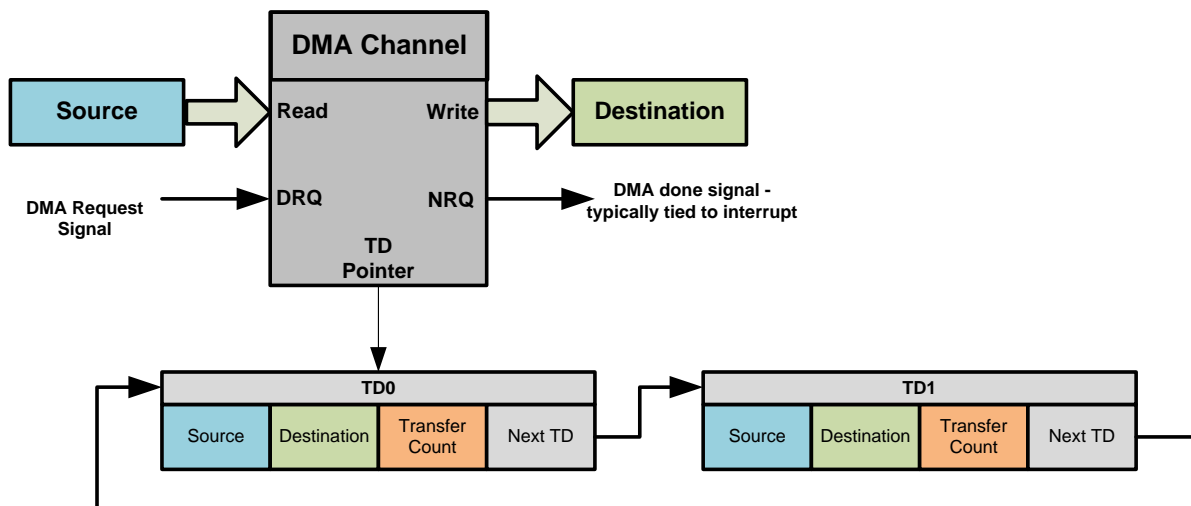 DMA Channel
Source
Read
Write
Destination
DMA Request
Signal
DRQ
NRQ
DMA done signal -
typically tied to interrupt
TD
Pointer
TD0
Source
Destination
Transfer
Count
Next TD
TD1
Source
Destination
Transfer
Count
Next TD